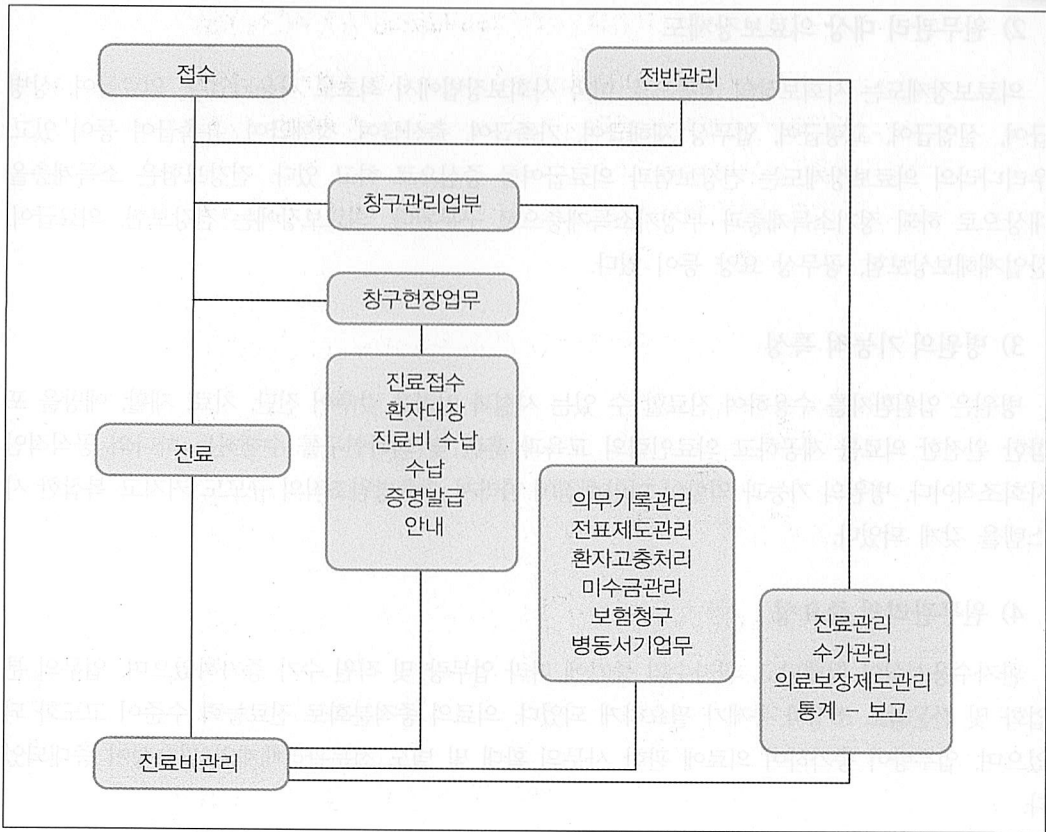 접수
전반관리
창구관리업무
창구현장업무
진료접수
환자대장
진료비 수납
수납
증명발급
안내
진료
의무기록관리
전표제도관리
환자고충처리
미수금관리
보험청구
병동서기업무
진료관리
수가관리
의료보장제도관리
통계 — 보고
진료비관리